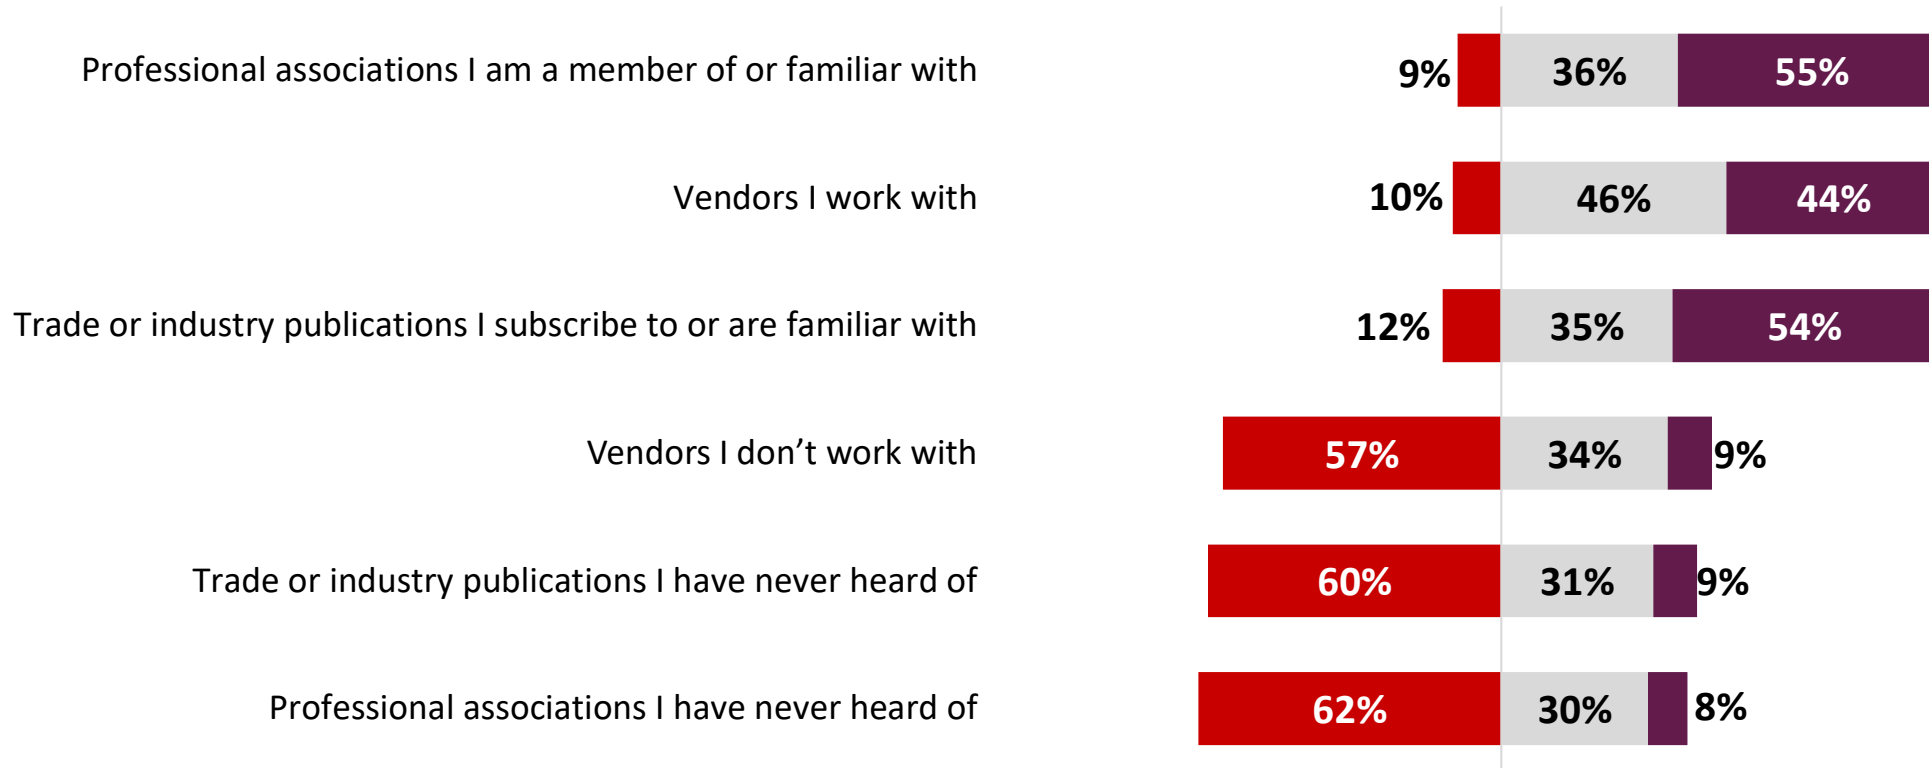 Professional associations I am a member of or familiar with 9% 36% 55%
Vendors I work with 10% 46% 44%
Trade or industry publications I subscribe to or are familiar with 12% 35% 54%
Vendors I don’t work with 57% 34% 9%
Trade or industry publications I have never heard of 60% 31% 9%
Professional associations I have never heard of 62% 30% 8%